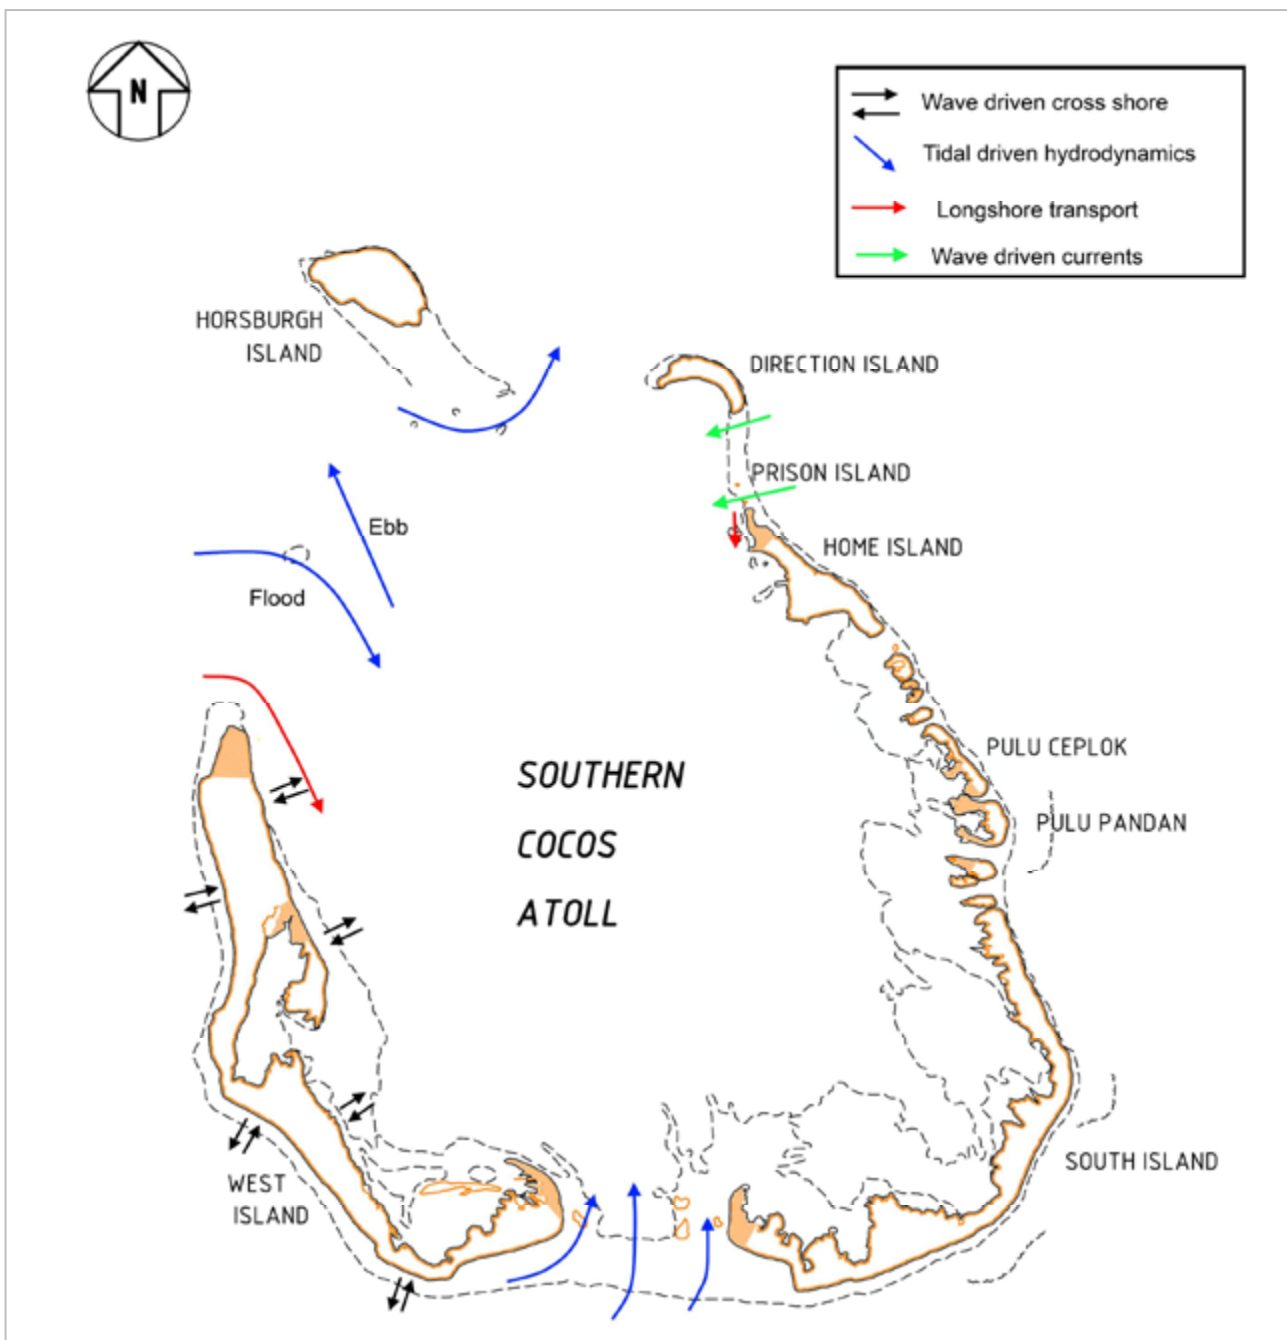 N
Wave driven cross shore
Tidal driven hydrodynamics
Longshore transport
Wave driven currents
HORSBURGH
ISLAND
DIRECTION ISLAND
PRISON ISLAND
Ebb
HOME ISLAND
Flood
PULU CEPLOK
SOUTHERN
COCOS
ATOLL
PULU PANDAN
SOUTH ISLAND
WEST
ISLAND